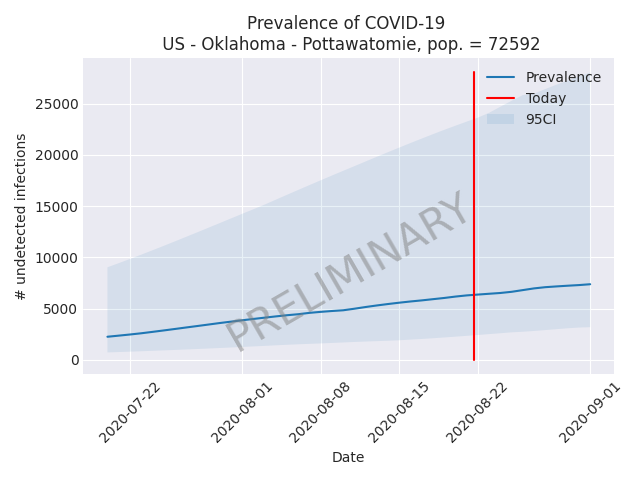 Prevalence of COVID-19
US - Oklahoma - Pottawatomie, pop. = 72592
Prevalence
Today
95CI
# undetected infections
25000
20000
15000
10000
5000
0
PRELIMINARY
2020-07-22
2020-08-01
2020-08-08
2020-08-15
2020-08-22
2020-09-01
Date